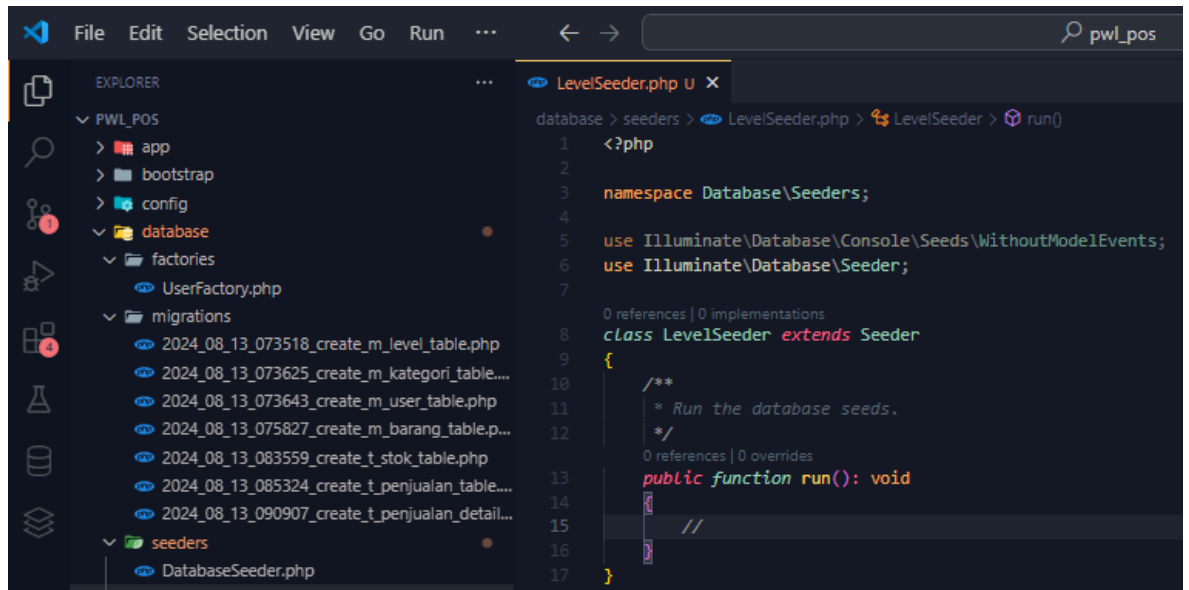 File Edit Selection View Go Run ··· ← → pwl_pos
EXPLORER ···
PWL_POS
app
bootstrap
config
database
factories
UserFactory.php
migrations
2024_08_13_073518_create_m_level_table.php
2024_08_13_073625_create_m_kategori_table....
2024_08_13_073643_create_m_user_table.php
2024_08_13_075827_create_m_barang_table.p...
2024_08_13_083559_create_t_stok_table.php
2024_08_13_085324_create_t_penjualan_table....
2024_08_13_090907_create_t_penjualan_detail...
seeders
DatabaseSeeder.php
1
4
LevelSeeder.php U ×
database > seeders > LevelSeeder.php > LevelSeeder > run()
1 <?php
2
3 namespace Database\Seeders;
4
5 use Illuminate\Database\Console\Seeds\WithoutModelEvents;
6 use Illuminate\Database\Seeder;
7
0 references | 0 implementations
8 class LevelSeeder extends Seeder
9 {
10 /**
11 * Run the database seeds.
12 */
0 references | 0 overrides
13 public function run(): void
14 {
15 //
16 }
17 }